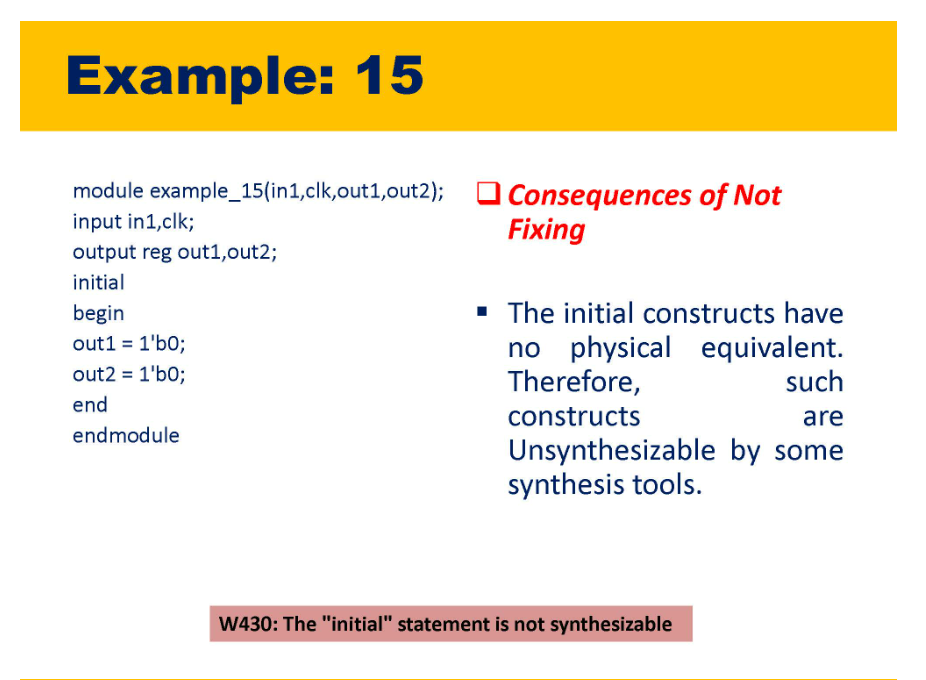 Example: 15
module example_15(in1,clk,out1,out2);
input in1,clk;
output reg out1,out2;
initial
begin
out1 = 1'b0;
out2 = 1'b0;
end
endmodule
❑ Consequences of Not
Fixing
▪ The initial constructs have
no physical equivalent.
Therefore, such
constructs are
Unsynthesizable by some
synthesis tools.
W430: The "initial" statement is not synthesizable